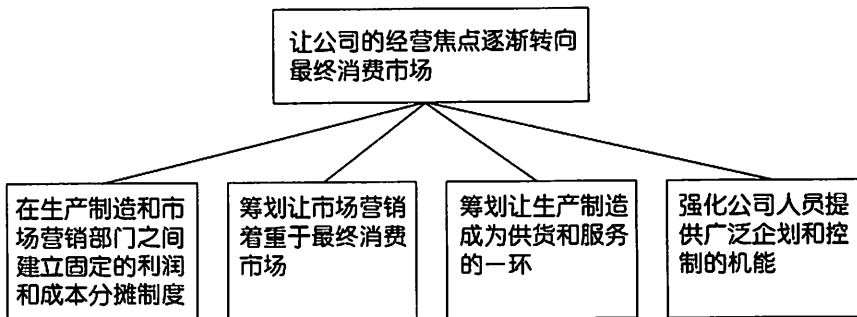 让公司的经营焦点逐渐转向
最终消费市场
在生产制造和市
场营销部门之间
建立固定的利润
和成本分摊制度
筹划让市场营销
着重于最终消费
市场
筹划让生产制造
成为供货和服务
的一环
强化公司人员提
供广泛企划和控
制的机能